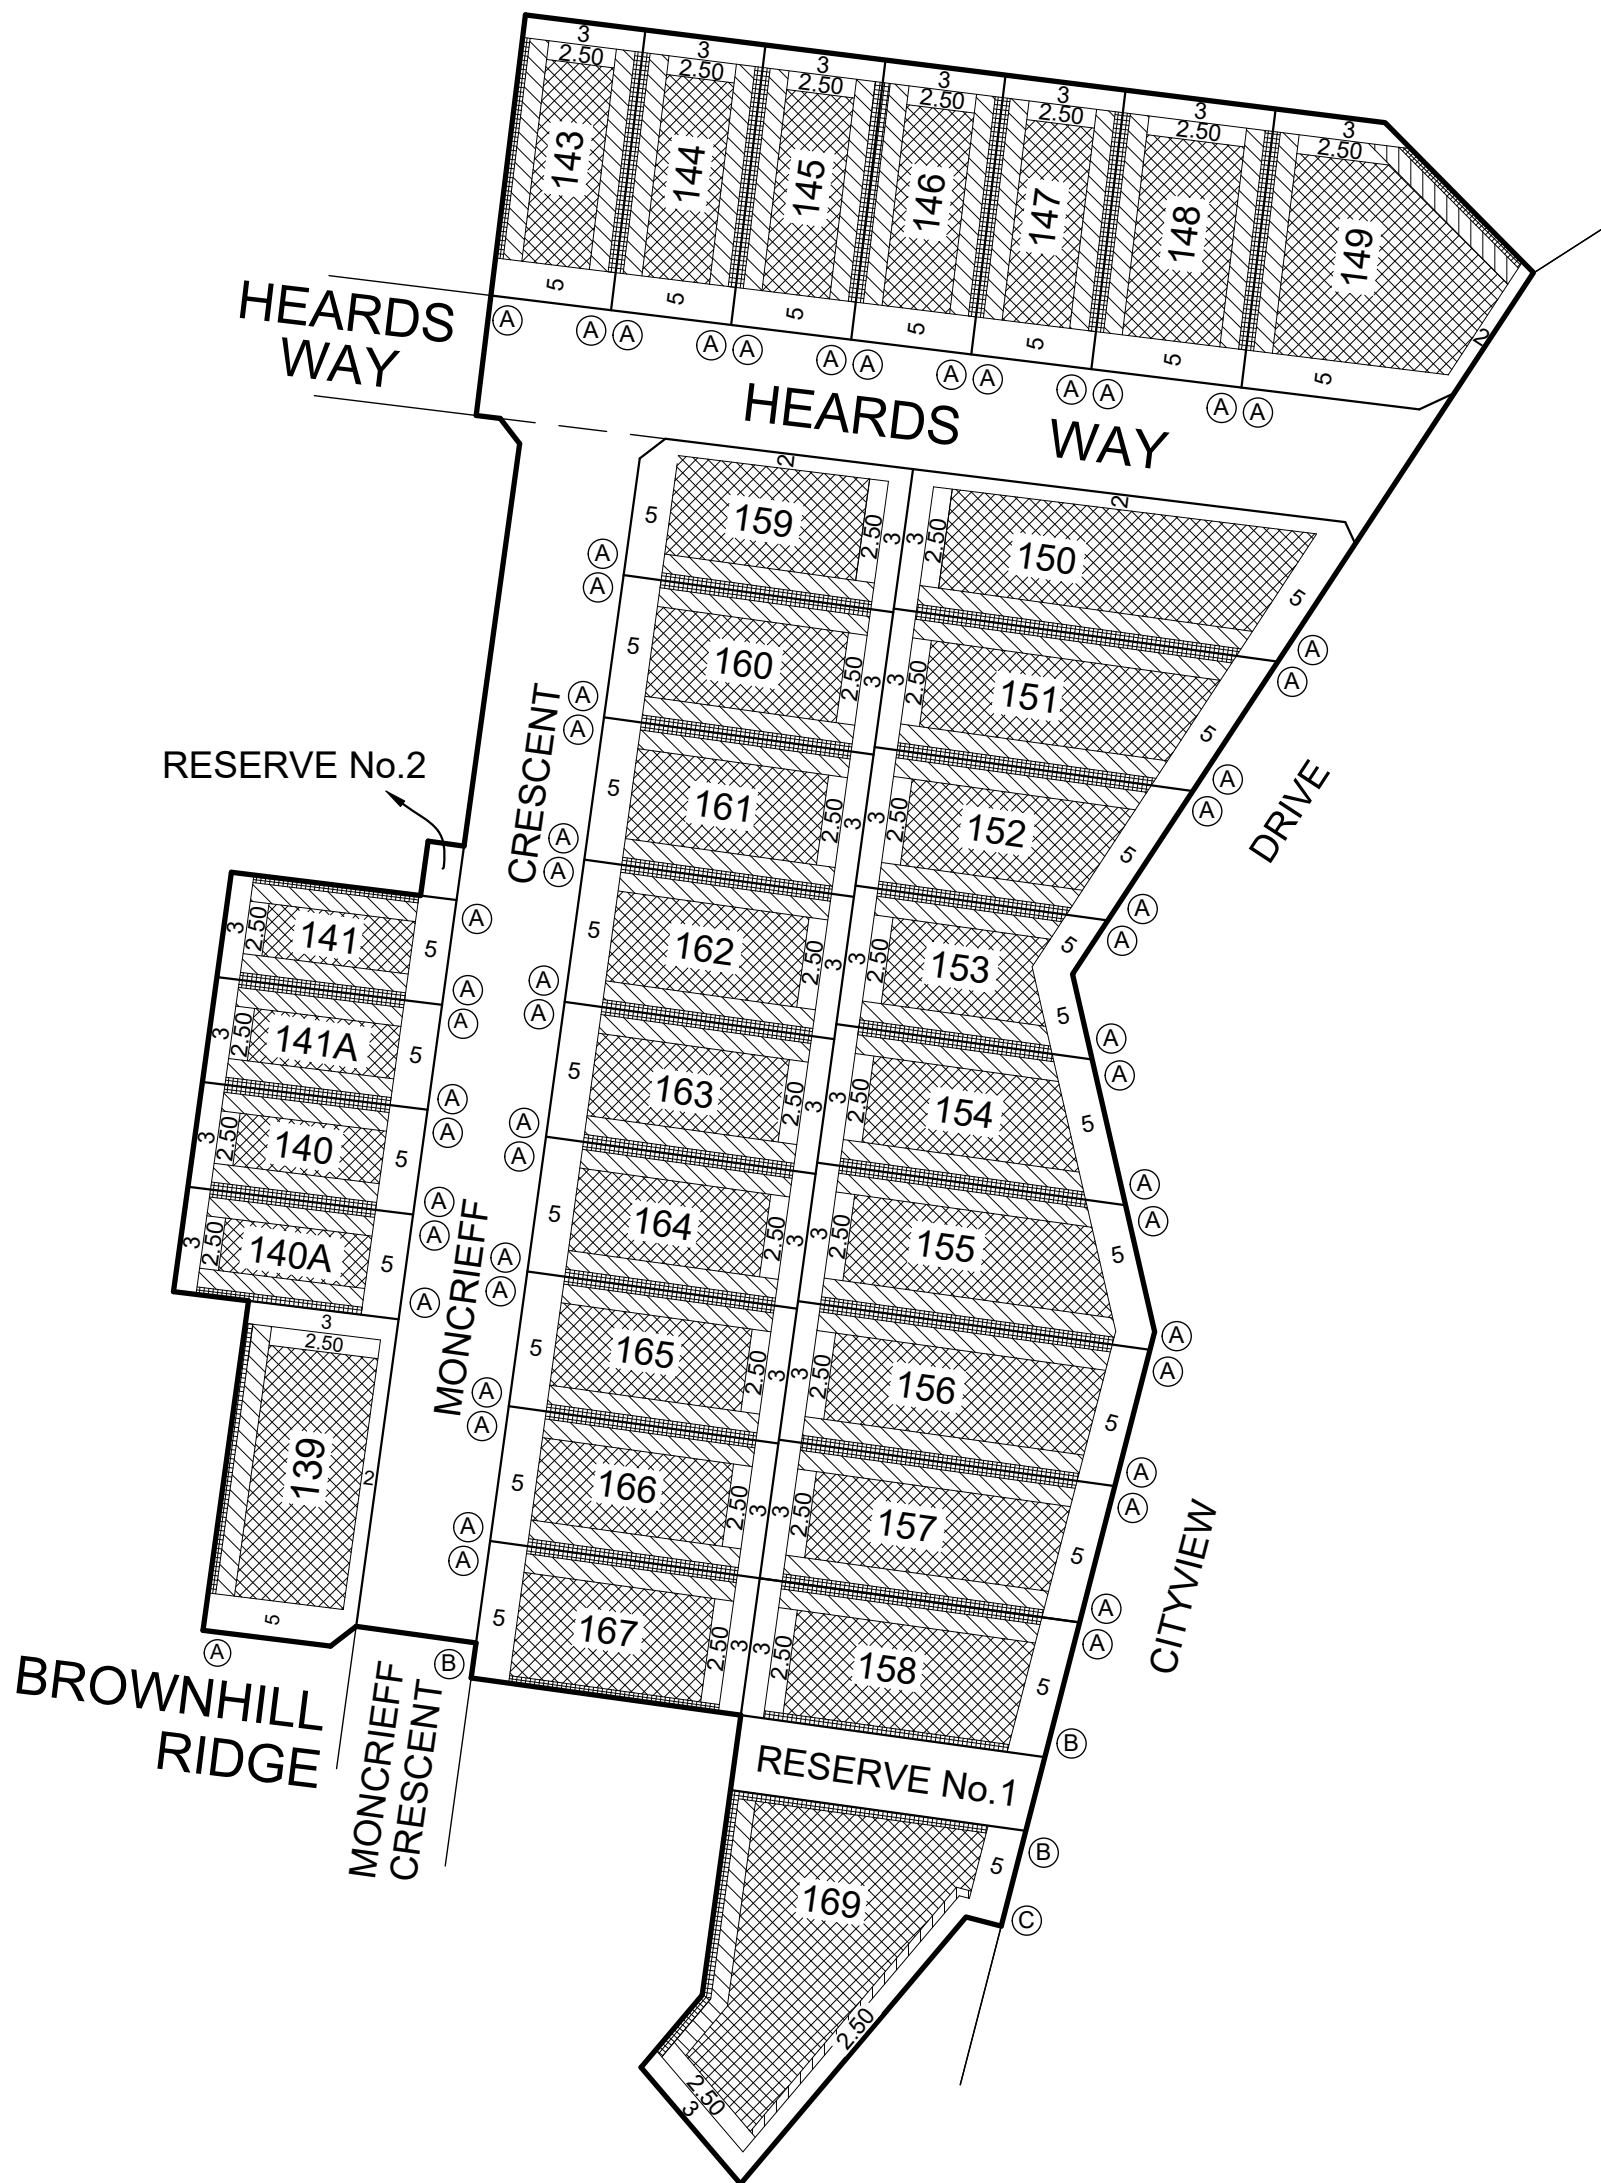 3 3 3 3 3 3 3
2.50 2.50 2.50 2.50 2.50 2.50 2.50
143 144 145 146 147 148 149
2
5 5 5 5 5 5 5
A A A A A A A A A A A A A A
HEARDS
WAY
HEARDS WAY
2 2
5 159 2.50 3 3 2.50 150 5
A A
A A
5 160 2.50 3 3 2.50 151 5
A A
A A
5 161 2.50 3 3 2.50 152 5
A A
A A
5 162 2.50 3 3 2.50 153 5
5
A A
A A
5 163 2.50 3 3 2.50 154 5
A A
A A
5 164 2.50 3 3 2.50 155 5
A A
A A
5 165 2.50 3 3 2.50 156 5
A A
A A
5 166 2.50 3 3 2.50 157 5
A A
A A
5 167 2.50 3 3 2.50 158 5
B B
CRESCENT
MONCRIEFF
DRIVE
CITYVIEW
RESERVE No.2
3 2.50 141 5
A
A
A
3 2.50 141A 5
A
A
3 2.50 140 5
A
A
3 2.50 140A 5
A
3
2.50
139 2
5
A
BROWNHILL
RIDGE
MONCRIEFF
CRESCENT
RESERVE No.1
B
5
169
C
2.50
2.50
3